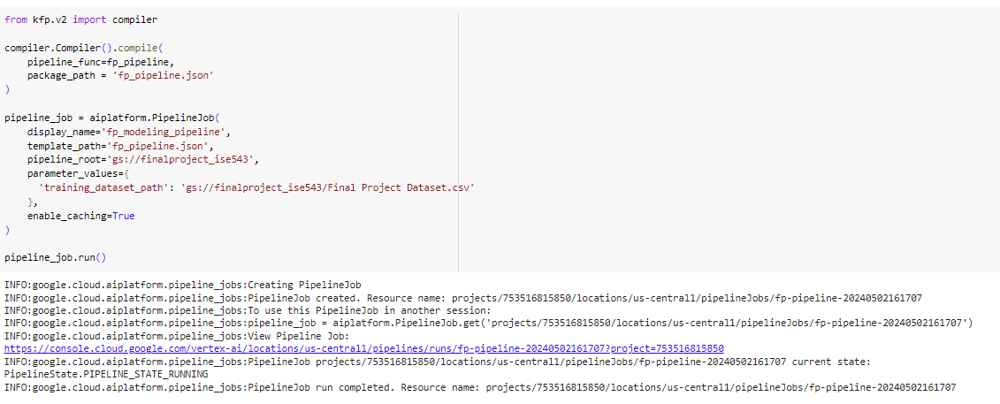 from kfp.v2 import compiler
compiler.Compiler().compile(
    pipeline_func=fp_pipeline,
    package_path = 'fp_pipeline.json'
)
pipeline_job = aiplatform.PipelineJob(
    display_name='fp_modeling_pipeline',
    template_path='fp_pipeline.json',
    pipeline_root='gs://finalproject_ise543',
    parameter_values={
      'training_dataset_path': 'gs://finalproject_ise543/Final Project Dataset.csv'
    },
    enable_caching=True
)
pipeline_job.run()
INFO:google.cloud.aiplatform.pipeline_jobs:Creating PipelineJob
INFO:google.cloud.aiplatform.pipeline_jobs:PipelineJob created. Resource name: projects/753516815850/locations/us-central1/pipelineJobs/fp-pipeline-20240502161707
INFO:google.cloud.aiplatform.pipeline_jobs:To use this PipelineJob in another session:
INFO:google.cloud.aiplatform.pipeline_jobs:pipeline_job = aiplatform.PipelineJob.get('projects/753516815850/locations/us-central1/pipelineJobs/fp-pipeline-20240502161707')
INFO:google.cloud.aiplatform.pipeline_jobs:View Pipeline Job:
https://console.cloud.google.com/vertex-ai/locations/us-central1/pipelines/runs/fp-pipeline-20240502161707?project=753516815850
INFO:google.cloud.aiplatform.pipeline_jobs:PipelineJob projects/753516815850/locations/us-central1/pipelineJobs/fp-pipeline-20240502161707 current state:
PipelineState.PIPELINE_STATE_RUNNING
INFO:google.cloud.aiplatform.pipeline_jobs:PipelineJob run completed. Resource name: projects/753516815850/locations/us-central1/pipelineJobs/fp-pipeline-20240502161707